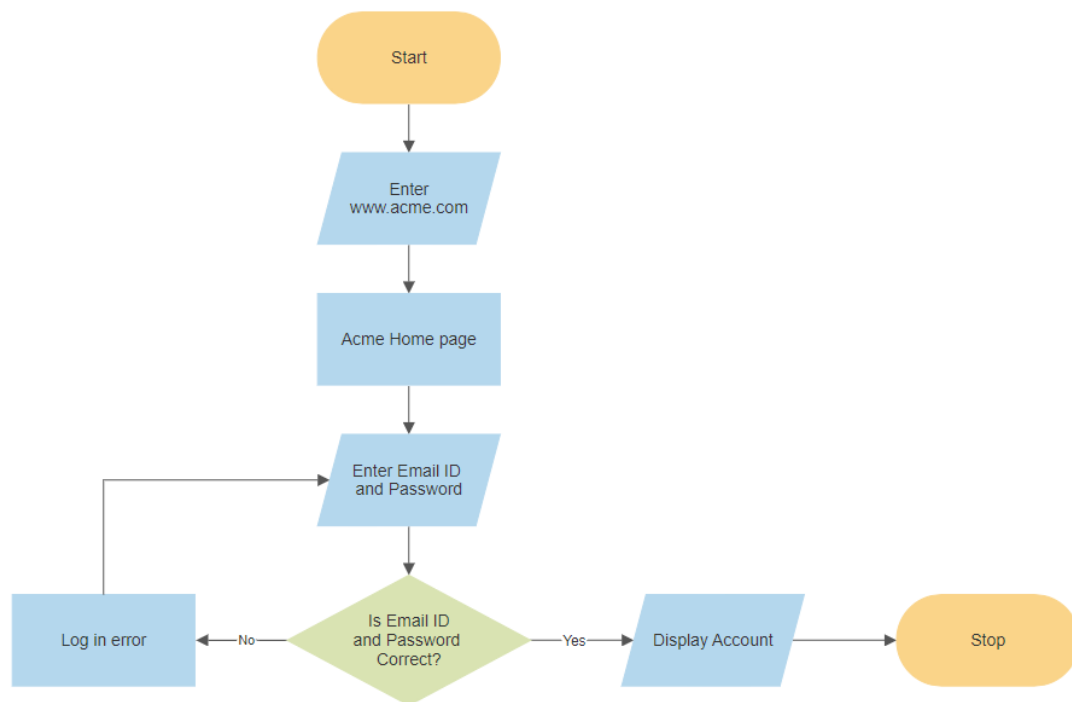 Start
Enter
www.acme.com
Acme Home page
Enter Email ID
and Password
Is Email ID
and Password
Correct?
No
Log in error
Yes
Display Account
Stop